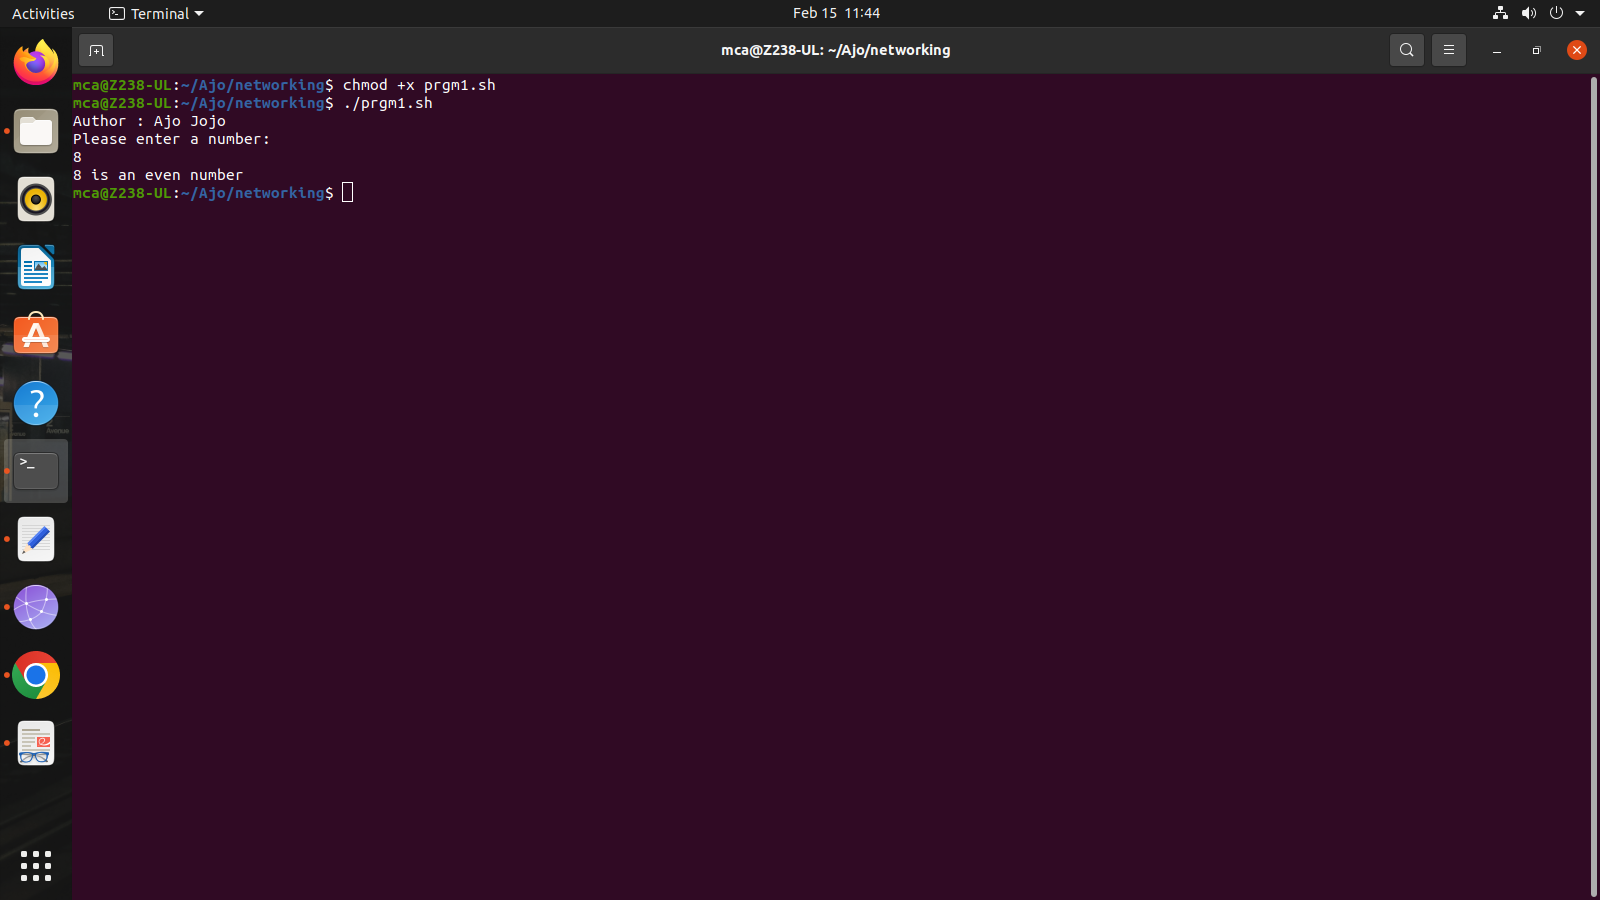 Activities
Terminal
Feb 15 11:44
mca@Z238-UL: ~/Ajo/networking
mca@Z238-UL:~/Ajo/networking$ chmod +x prgm1.sh
mca@Z238-UL:~/Ajo/networking$ ./prgm1.sh
Author : Ajo Jojo
Please enter a number:
8
8 is an even number
mca@Z238-UL:~/Ajo/networking$